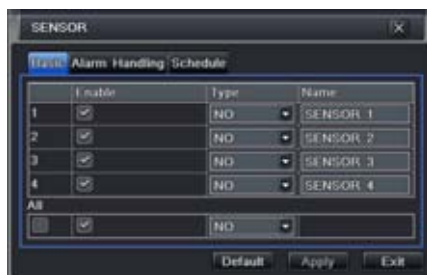 SENSOR
Basic Alarm Handling Schedule
Enable Type Name
1 NO SENSOR 1
2 NO SENSOR 2
3 NO SENSOR 3
4 NO SENSOR 4
All
NO
Default Apply Exit